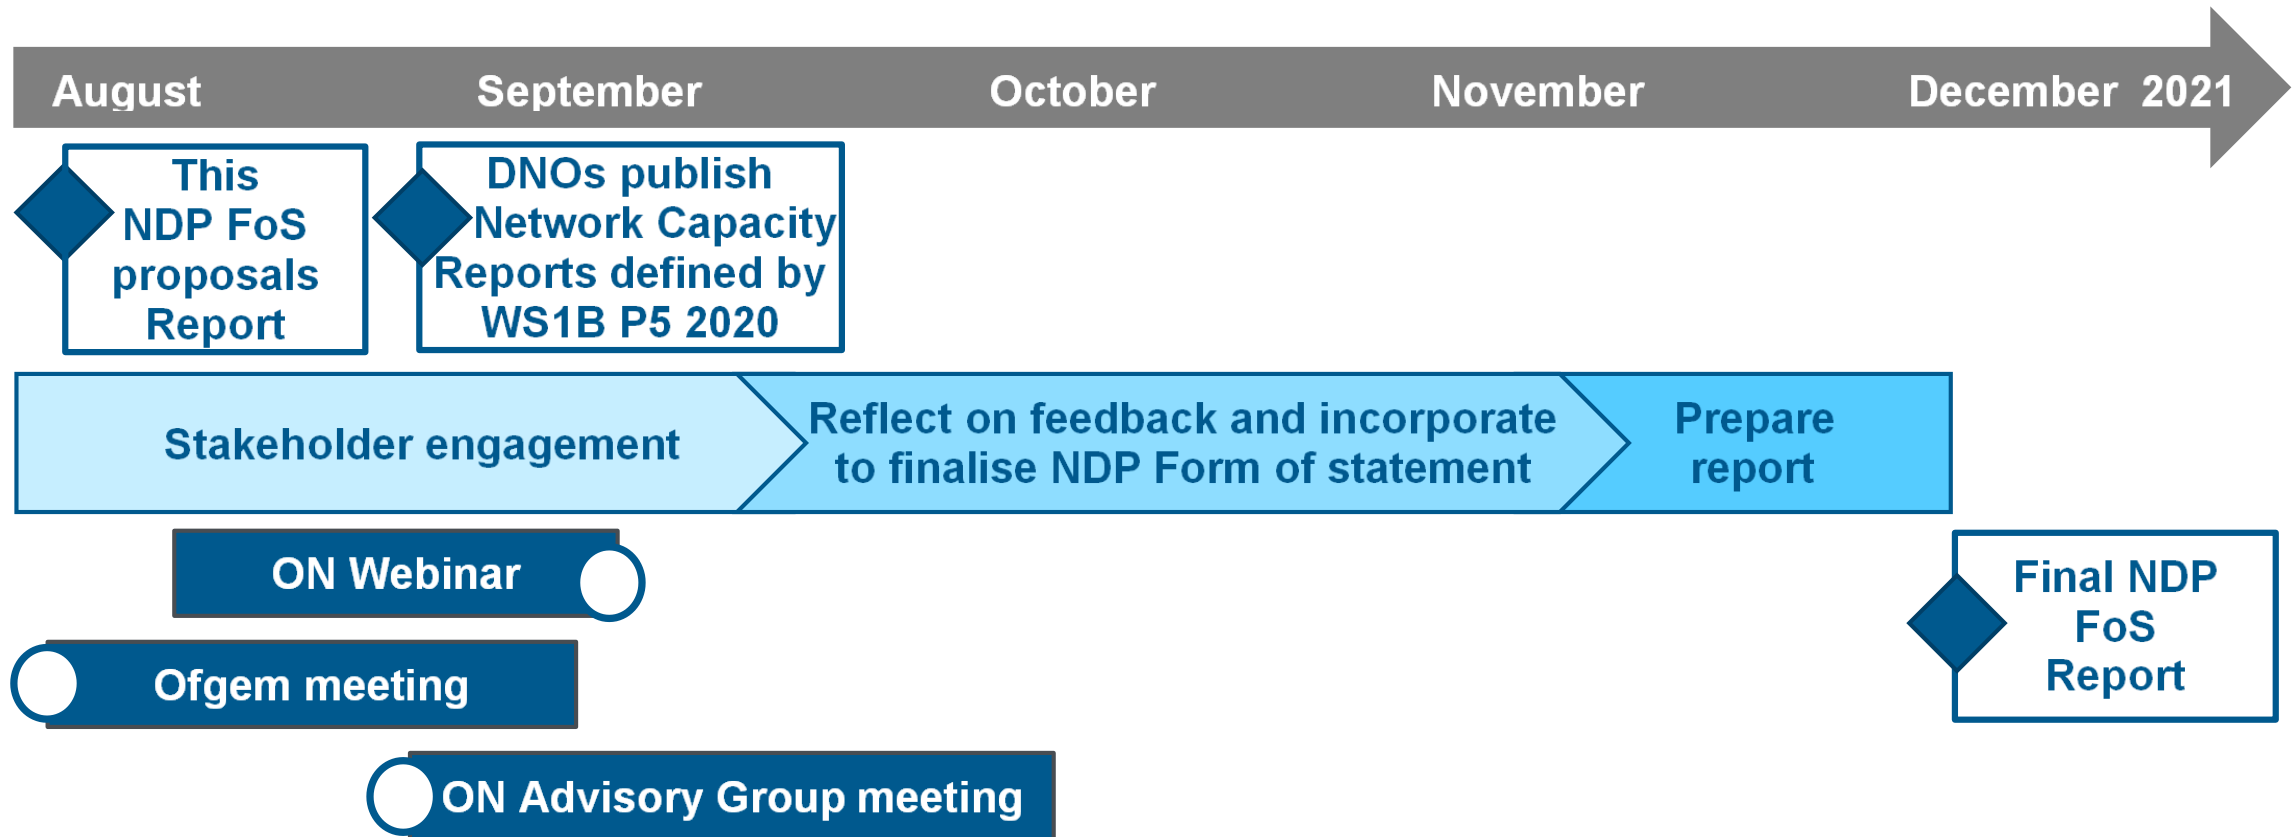 August September October November December 2021
This
NDP FoS
proposals
Report
DNOs publish
Network Capacity
Reports defined by
WS1B P5 2020
Stakeholder engagement
Reflect on feedback and incorporate
to finalise NDP Form of statement
Prepare
report
ON Webinar
Ofgem meeting
ON Advisory Group meeting
Final NDP
FoS
Report